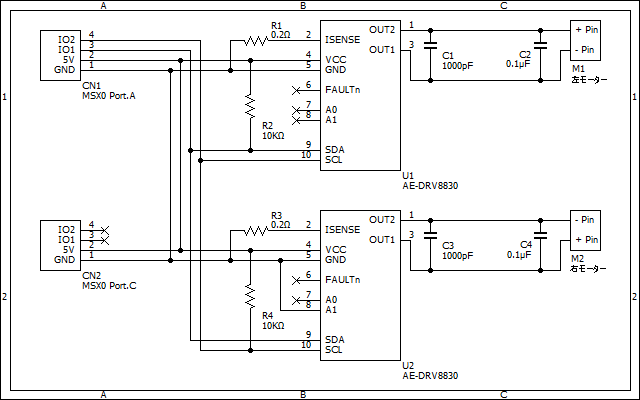 A B C
R1
0.2Ω
OUT2 1 + Pin
IO2 4 2 ISENSE
IO1 3 OUT1 3 - Pin
5V 2 4 VCC
GND 1 5 GND
C1
1000pF
C2
0.1µF
M1
左モーター
CN1
MSX0 Port.A
6 FAULTn
1 1
7 A0
8 A1
R2
10KΩ
9 SDA
10 SCL
U1
AE-DRV8830
R3
0.2Ω
OUT2 1 - Pin
IO2 4 2 ISENSE
IO1 3 OUT1 3 + Pin
5V 2 4 VCC
GND 1 5 GND
C3
1000pF
C4
0.1µF
M2
右モーター
CN2
MSX0 Port.C
6 FAULTn
2 2
7 A0
8 A1
R4
10KΩ
9 SDA
10 SCL
U2
AE-DRV8830
A B C